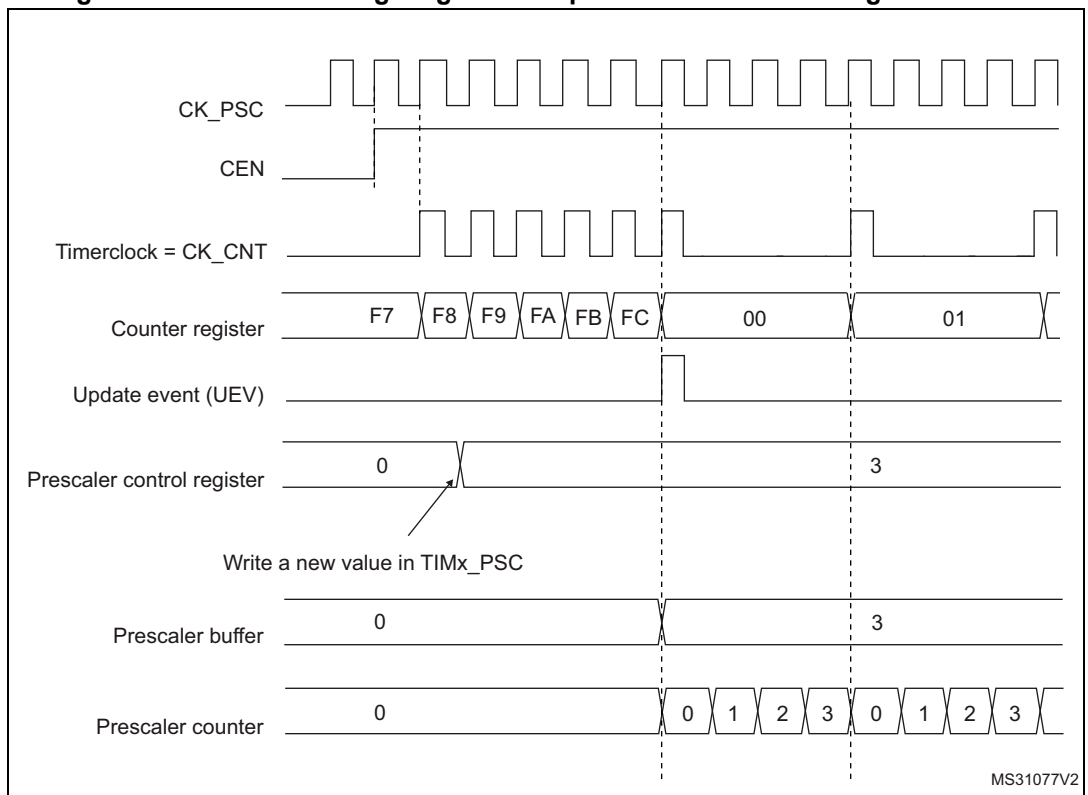 CK_PSC
CEN
Timerclock = CK_CNT
Counter register F7 F8 F9 FA FB FC 00 01
Update event (UEV)
Prescaler control register 0 3
Write a new value in TIMx_PSC
Prescaler buffer 0 3
Prescaler counter 0 0 1 2 3 0 1 2 3
MS31077V2